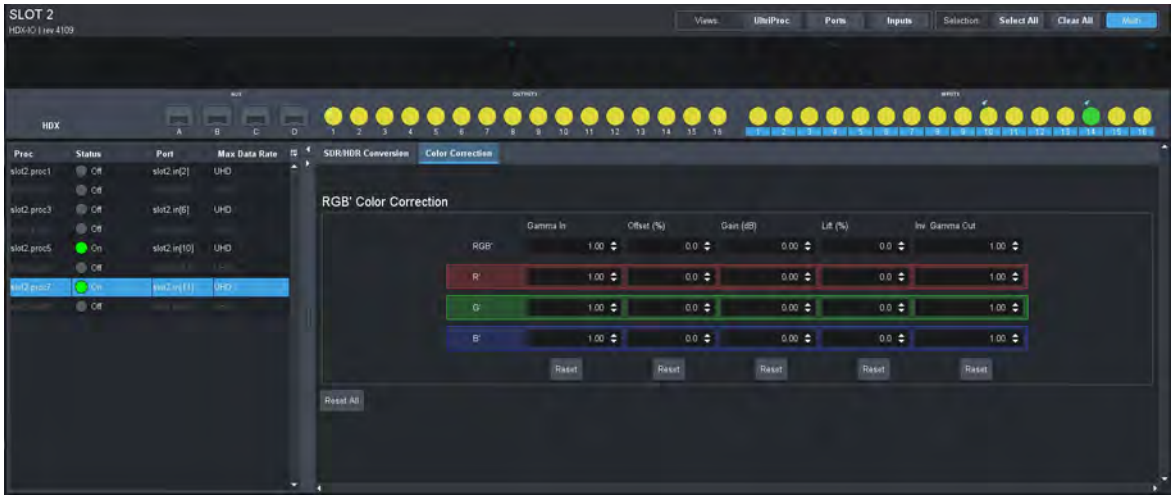 SLOT 2
HDX-IO | rev 4109
Views UltriProc Ports Inputs Selection Select All Clear All Multi
OUTPUTS INPUTS
HDX A B C D 1 2 3 4 5 6 7 8 9 10 11 12 13 14 15 16 1 2 3 4 5 6 7 8 9 10 11 12 13 14 15 16
Proc Status Port Max Data Rate SDR/HDR Conversion Color Correction
slot2.proc1 Off slot2.in[2] UHD
Off
slot2.proc3 Off slot2.in[6] UHD
Off
slot2.proc5 On slot2.in[10] UHD
Off
slot2.proc7 On UHD
Off
RGB' Color Correction
Gamma In Offset (%) Gain (dB) Lift (%) Inv. Gamma Out
RGB' 1.00 0.0 0.00 0.0 1.00
R' 1.00 0.0 0.00 0.0 1.00
G' 1.00 0.0 0.00 0.0 1.00
B' 1.00 0.0 0.00 0.0 1.00
Reset Reset Reset Reset Reset
Reset All